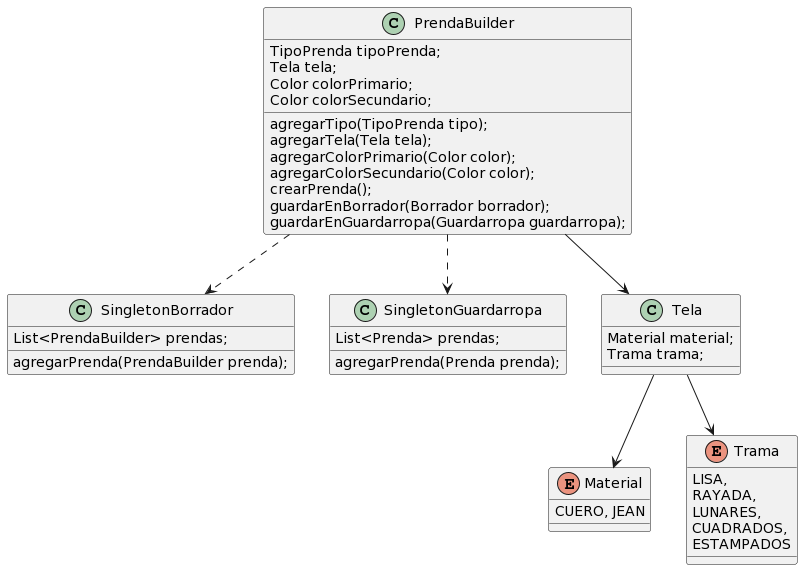 C PrendaBuilder
TipoPrenda tipoPrenda;
Tela tela;
Color colorPrimario;
Color colorSecundario;
agregarTipo(TipoPrenda tipo);
agregarTela(Tela tela);
agregarColorPrimario(Color color);
agregarColorSecundario(Color color);
crearPrenda();
guardarEnBorrador(Borrador borrador);
guardarEnGuardarropa(Guardarropa guardarropa);
C SingletonBorrador
List<PrendaBuilder> prendas;
agregarPrenda(PrendaBuilder prenda);
C SingletonGuardarropa
List<Prenda> prendas;
agregarPrenda(Prenda prenda);
C Tela
Material material;
Trama trama;
E Material
CUERO, JEAN
E Trama
LISA,
RAYADA,
LUNARES,
CUADRADOS,
ESTAMPADOS